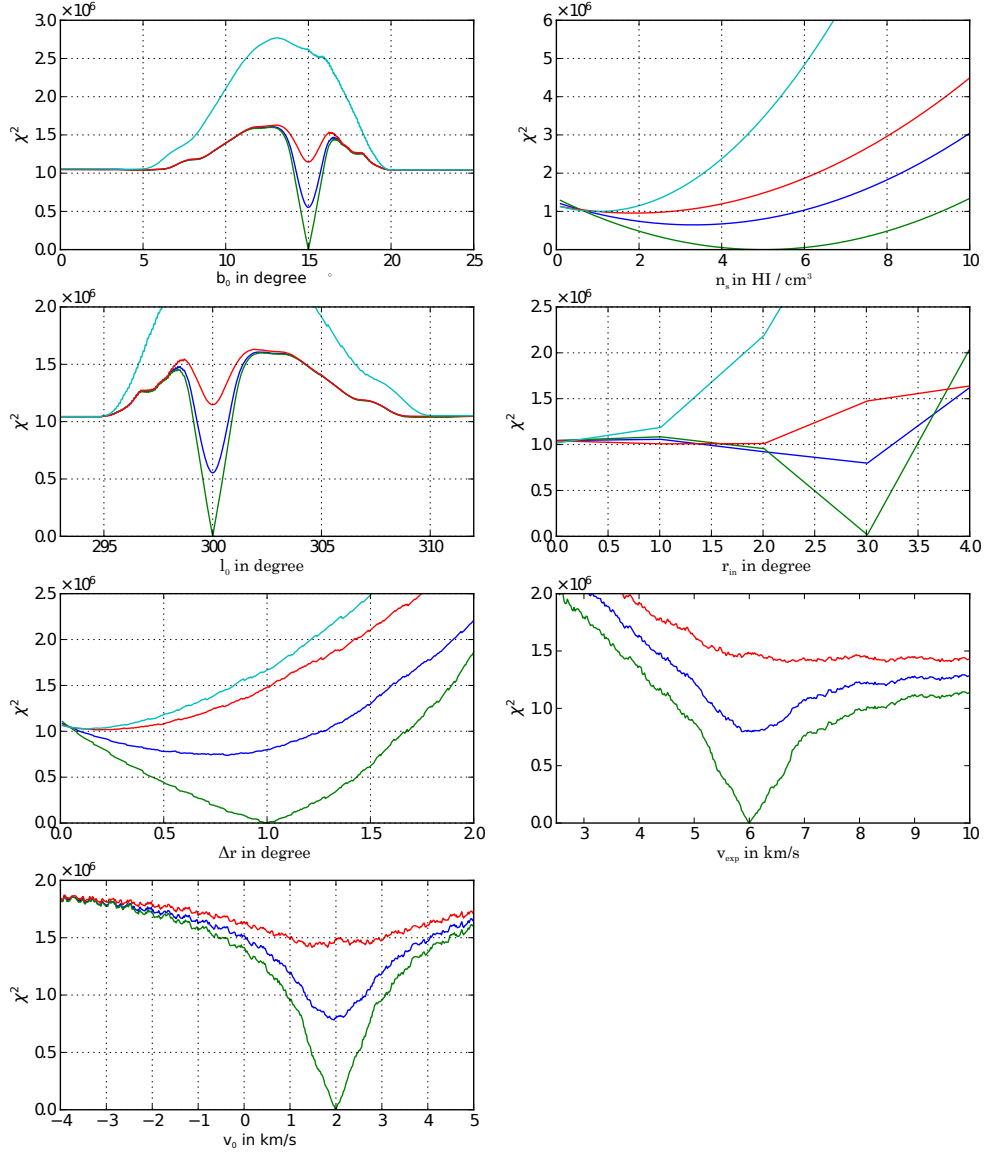 ×10⁶
3.0
2.5
2.0
1.5
1.0
0.5
0.0
χ²
0 5 10 15 20 25
b₀ in degree °
×10⁶
6
5
4
3
2
1
0
χ²
0 2 4 6 8 10
nₛ in HI / cm³
×10⁶
2.0
1.5
1.0
0.5
0.0
χ²
295 300 305 310
l₀ in degree
×10⁶
2.5
2.0
1.5
1.0
0.5
0.0
χ²
0.0 0.5 1.0 1.5 2.0 2.5 3.0 3.5 4.0
rᵢₙ in degree
×10⁶
2.5
2.0
1.5
1.0
0.5
0.0
χ²
0.0 0.5 1.0 1.5 2.0
Δr in degree
×10⁶
2.0
1.5
1.0
0.5
0.0
χ²
3 4 5 6 7 8 9 10
v_exp in km/s
×10⁶
2.0
1.5
1.0
0.5
0.0
χ²
−4 −3 −2 −1 0 1 2 3 4 5
v₀ in km/s